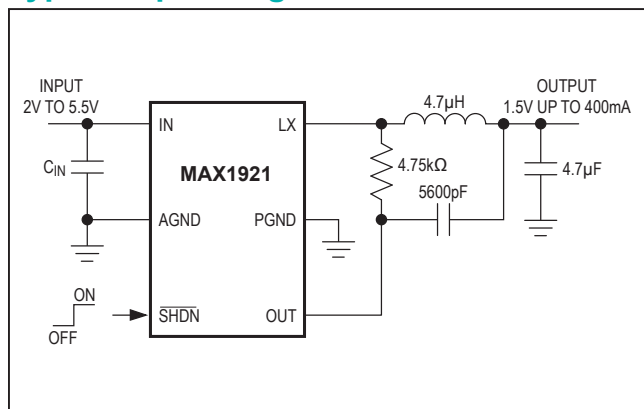 INPUT
2V TO 5.5V
OUTPUT
1.5V UP TO 400mA
4.7µH
IN
LX
CIN
MAX1921
4.75kΩ
4.7µF
5600pF
AGND
PGND
ON
OFF
SHDN
OUT